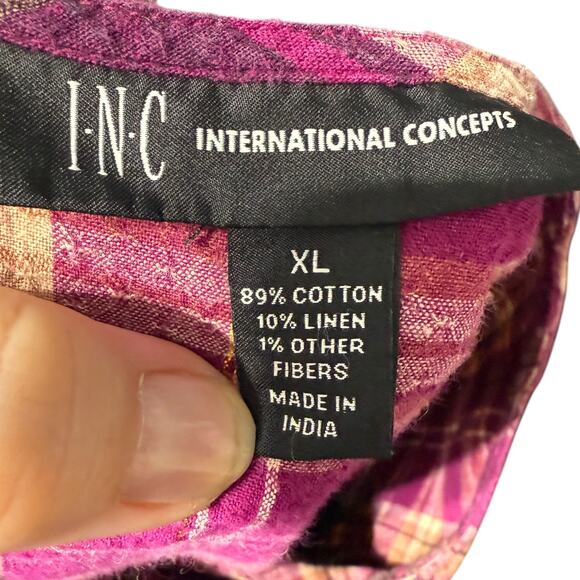 I·N·C INTERNATIONAL CONCEPTS
XL
89% COTTON
10% LINEN
1% OTHER
FIBERS
MADE IN
INDIA